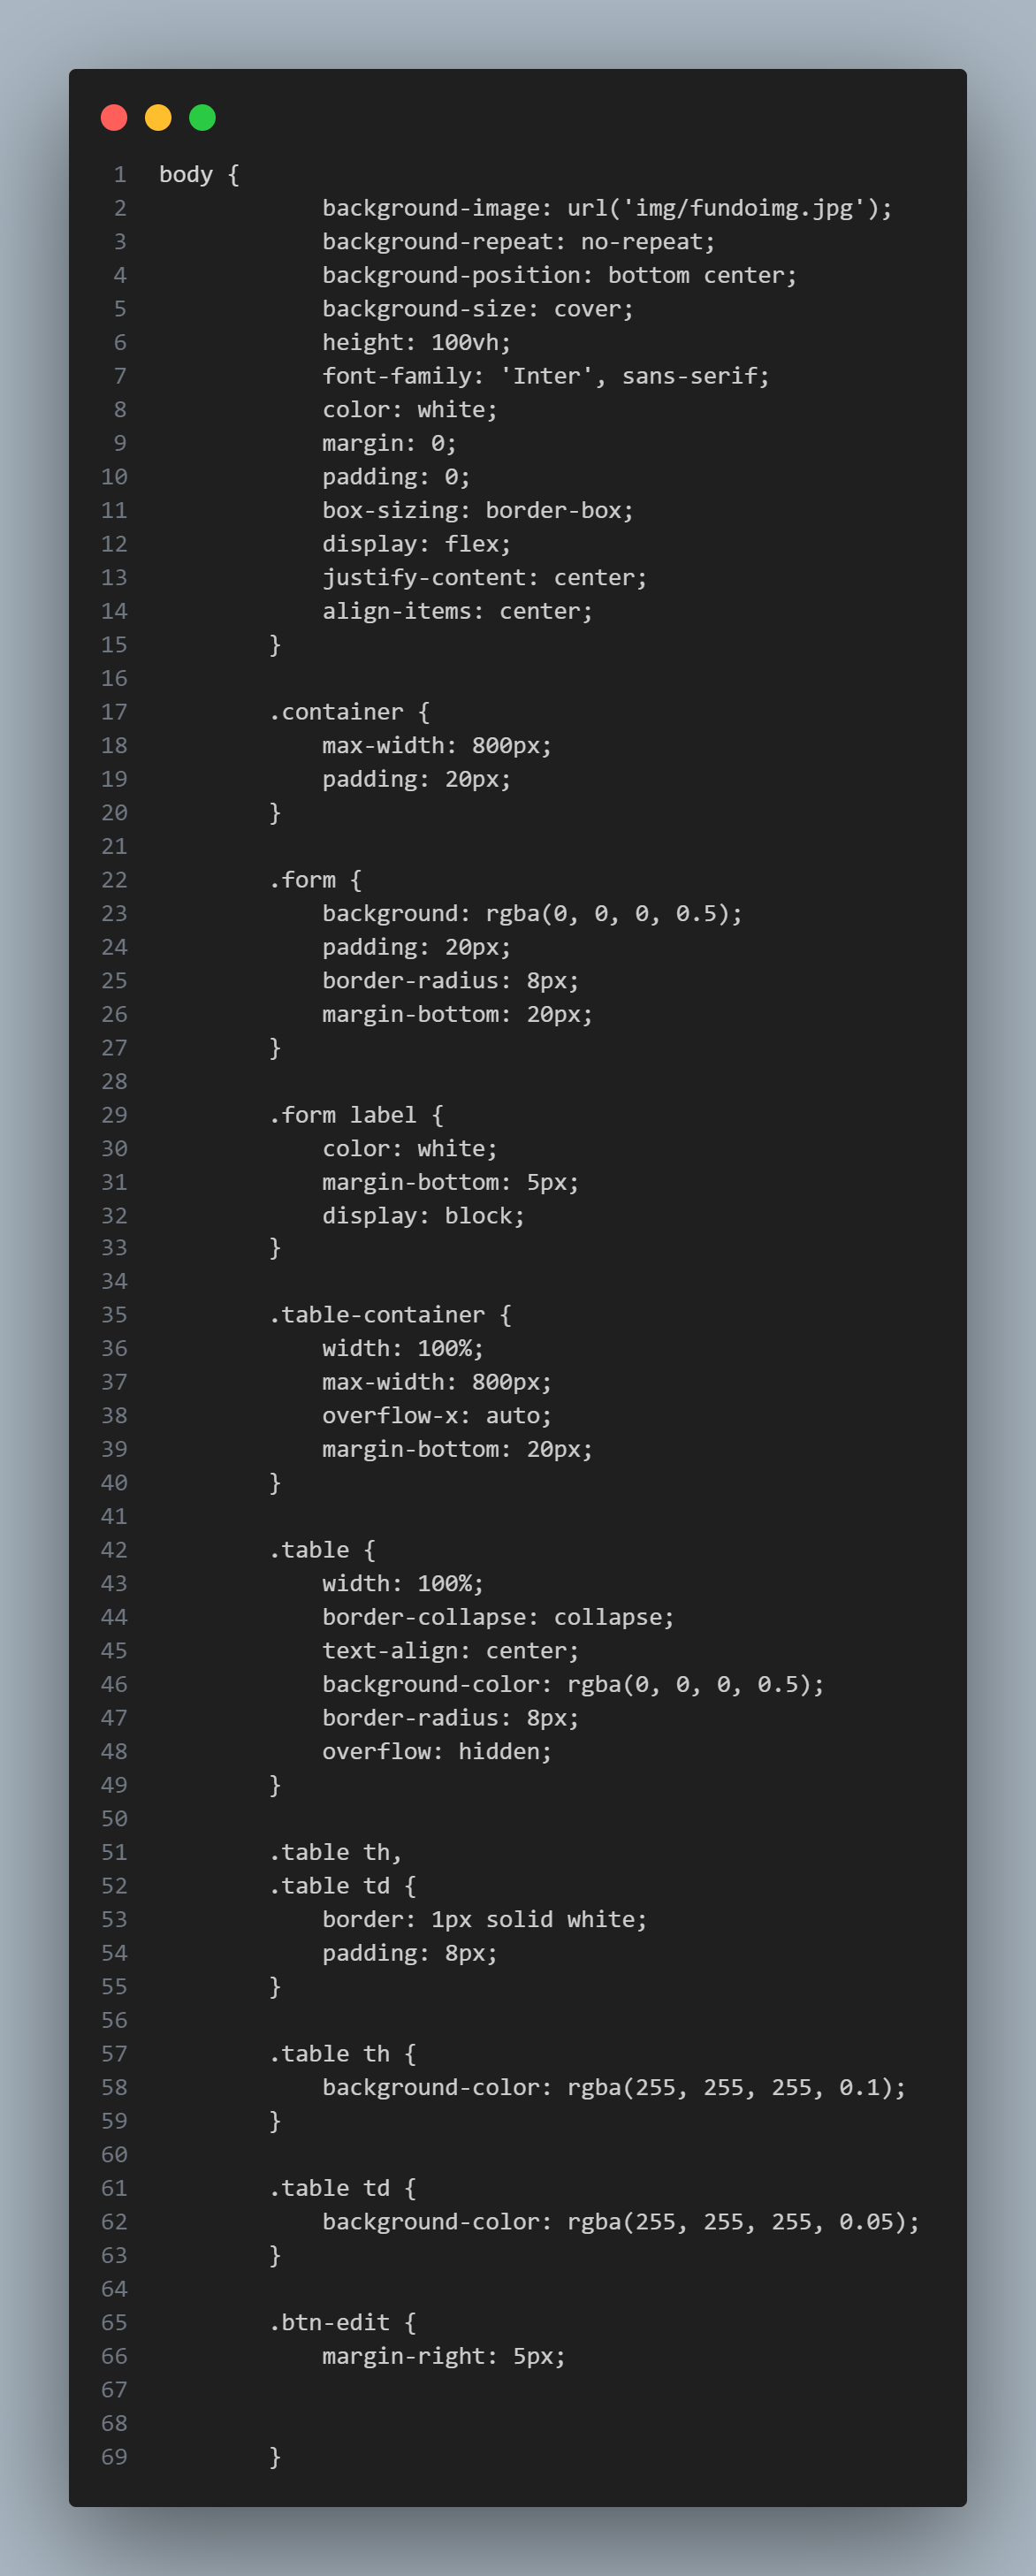 1 body {
2             background-image: url('img/fundoimg.jpg');
3             background-repeat: no-repeat;
4             background-position: bottom center;
5             background-size: cover;
6             height: 100vh;
7             font-family: 'Inter', sans-serif;
8             color: white;
9             margin: 0;
10             padding: 0;
11             box-sizing: border-box;
12             display: flex;
13             justify-content: center;
14             align-items: center;
15         }
16
17         .container {
18             max-width: 800px;
19             padding: 20px;
20         }
21
22         .form {
23             background: rgba(0, 0, 0, 0.5);
24             padding: 20px;
25             border-radius: 8px;
26             margin-bottom: 20px;
27         }
28
29         .form label {
30             color: white;
31             margin-bottom: 5px;
32             display: block;
33         }
34
35         .table-container {
36             width: 100%;
37             max-width: 800px;
38             overflow-x: auto;
39             margin-bottom: 20px;
40         }
41
42         .table {
43             width: 100%;
44             border-collapse: collapse;
45             text-align: center;
46             background-color: rgba(0, 0, 0, 0.5);
47             border-radius: 8px;
48             overflow: hidden;
49         }
50
51         .table th,
52         .table td {
53             border: 1px solid white;
54             padding: 8px;
55         }
56
57         .table th {
58             background-color: rgba(255, 255, 255, 0.1);
59         }
60
61         .table td {
62             background-color: rgba(255, 255, 255, 0.05);
63         }
64
65         .btn-edit {
66             margin-right: 5px;
67
68
69         }